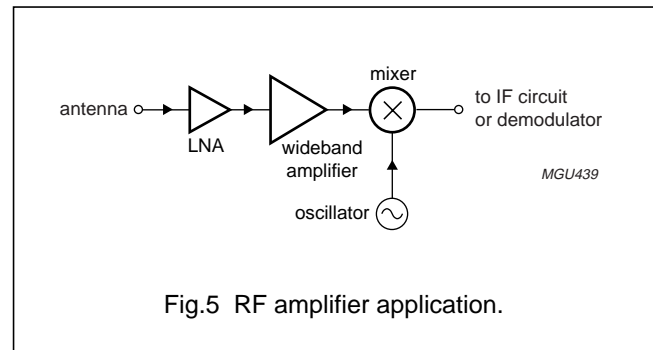 mixer
antenna
to IF circuit
or demodulator
LNA
wideband
amplifier
MGU439
oscillator
Fig.5 RF amplifier application.